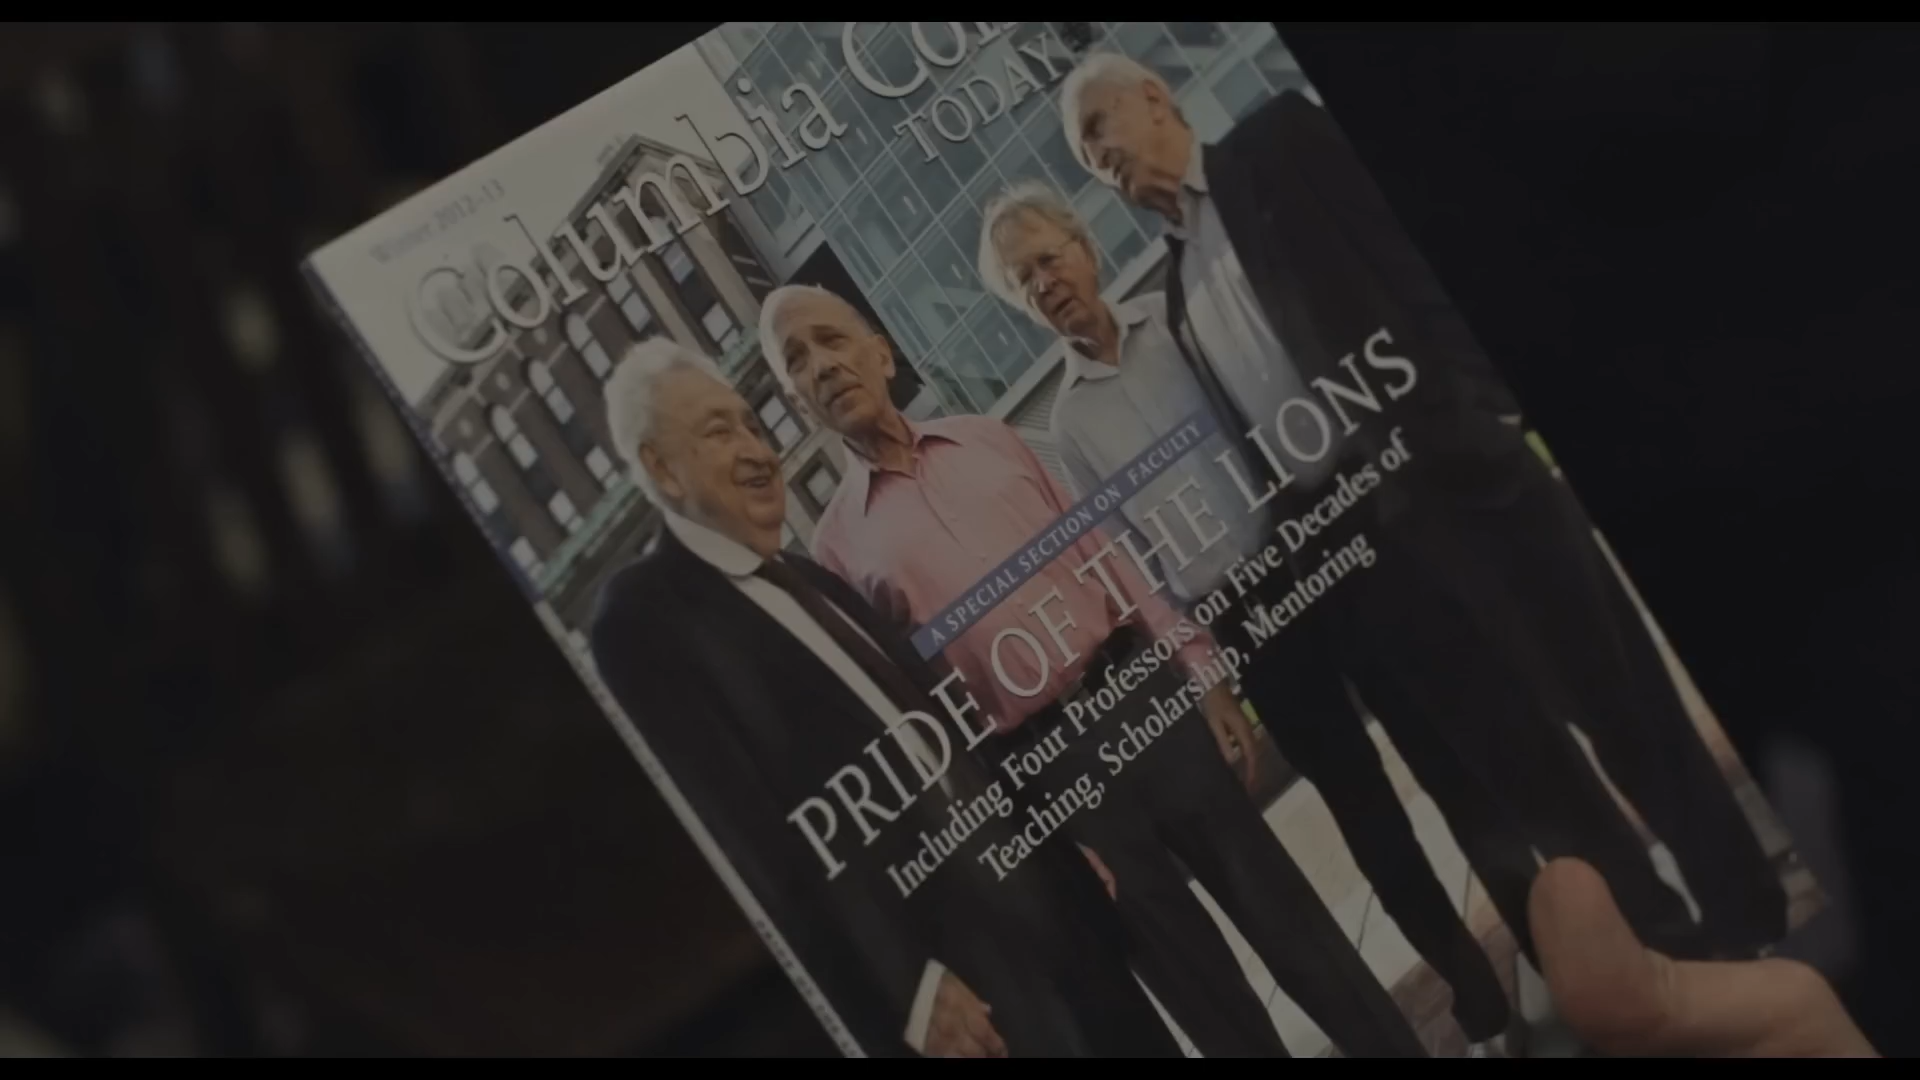 Winter 2012–13
Columbia
TODAY
A SPECIAL SECTION ON FACULTY
PRIDE OF THE LIONS
Including Four Professors on Five Decades of
Teaching, Scholarship, Mentoring